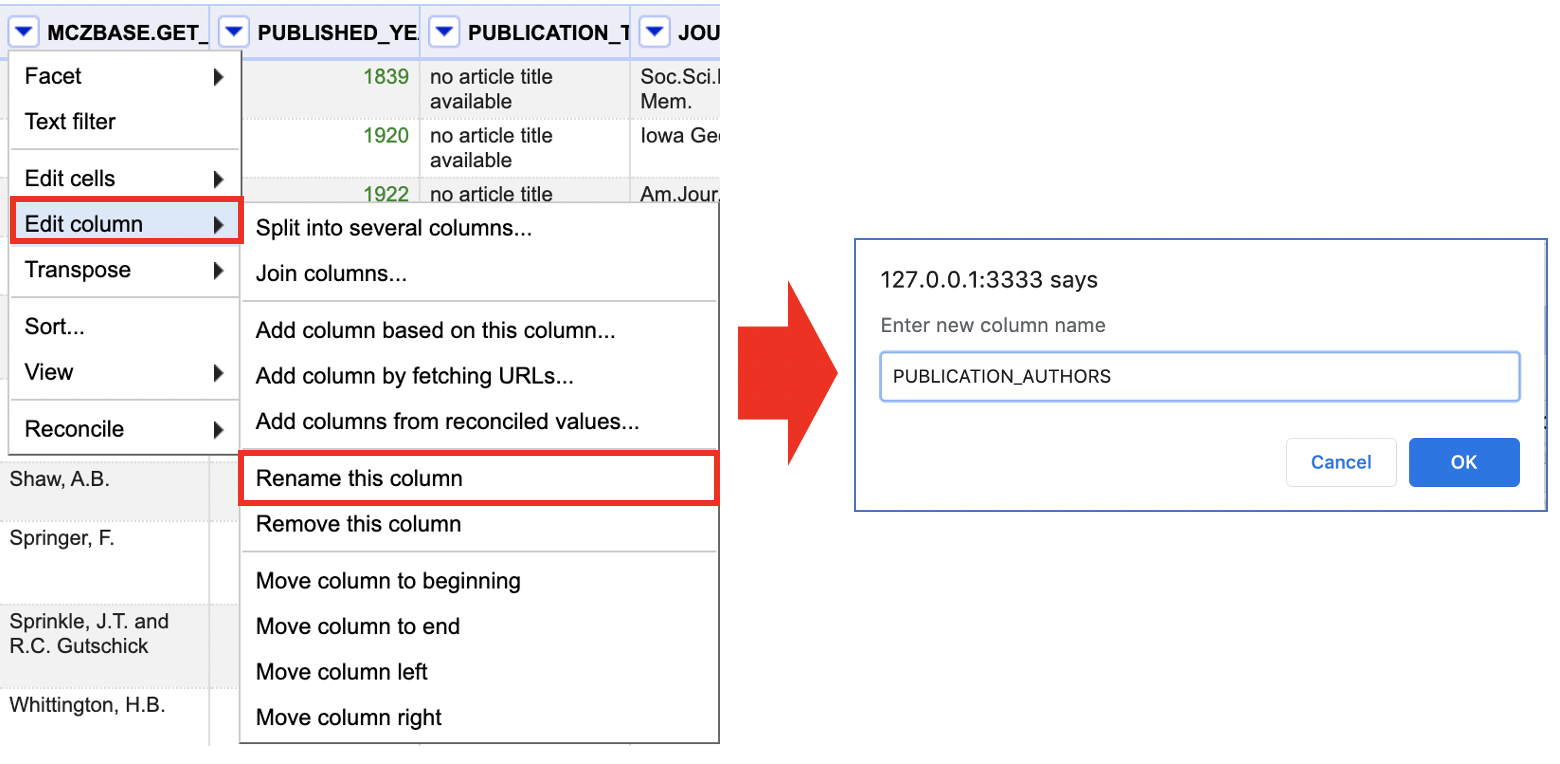 MCZBASE.GET_ PUBLISHED_YE PUBLICATION_T JOU
Facet
Text filter
Edit cells
Edit column
Transpose
Sort...
View
Reconcile
1839 no article title Soc.Sci.
available Mem.
1920 no article title Iowa Geo
available
1922 no article title Am.Jour.
Split into several columns...
Join columns...
Add column based on this column...
Add column by fetching URLs...
Add columns from reconciled values...
Rename this column
Remove this column
Move column to beginning
Move column to end
Move column left
Move column right
Shaw, A.B.
Springer, F.
Sprinkle, J.T. and
R.C. Gutschick
Whittington, H.B.
127.0.0.1:3333 says
Enter new column name
PUBLICATION_AUTHORS
Cancel OK